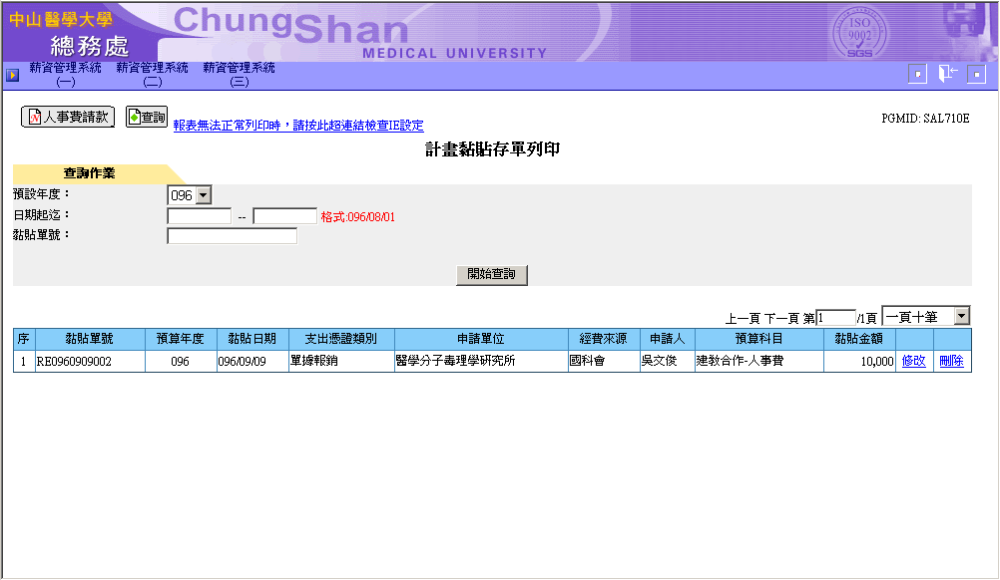 中山醫學大學
總務處
ChungShan
MEDICAL UNIVERSITY
ISO
9002
SGS
薪資管理系統 薪資管理系統 薪資管理系統
(一) (二) (三)
人事費請款 查詢 報表無法正常列印時，請按此超連結檢查IE設定 PGMID: SAL710E
計畫黏貼存單列印
查詢作業
預設年度： 096
日期起迄： -- 格式:096/08/01
黏貼單號：
開始查詢
上一頁 下一頁 第1 /1頁 一頁十筆
序 黏貼單號 預算年度 黏貼日期 支出憑證類別 申請單位 經費來源 申請人 預算科目 黏貼金額
1 RE0960909002 096 096/09/09 單據報銷 醫學分子毒理學研究所 國科會 吳文俊 建教合作-人事費 10,000 修改 刪除